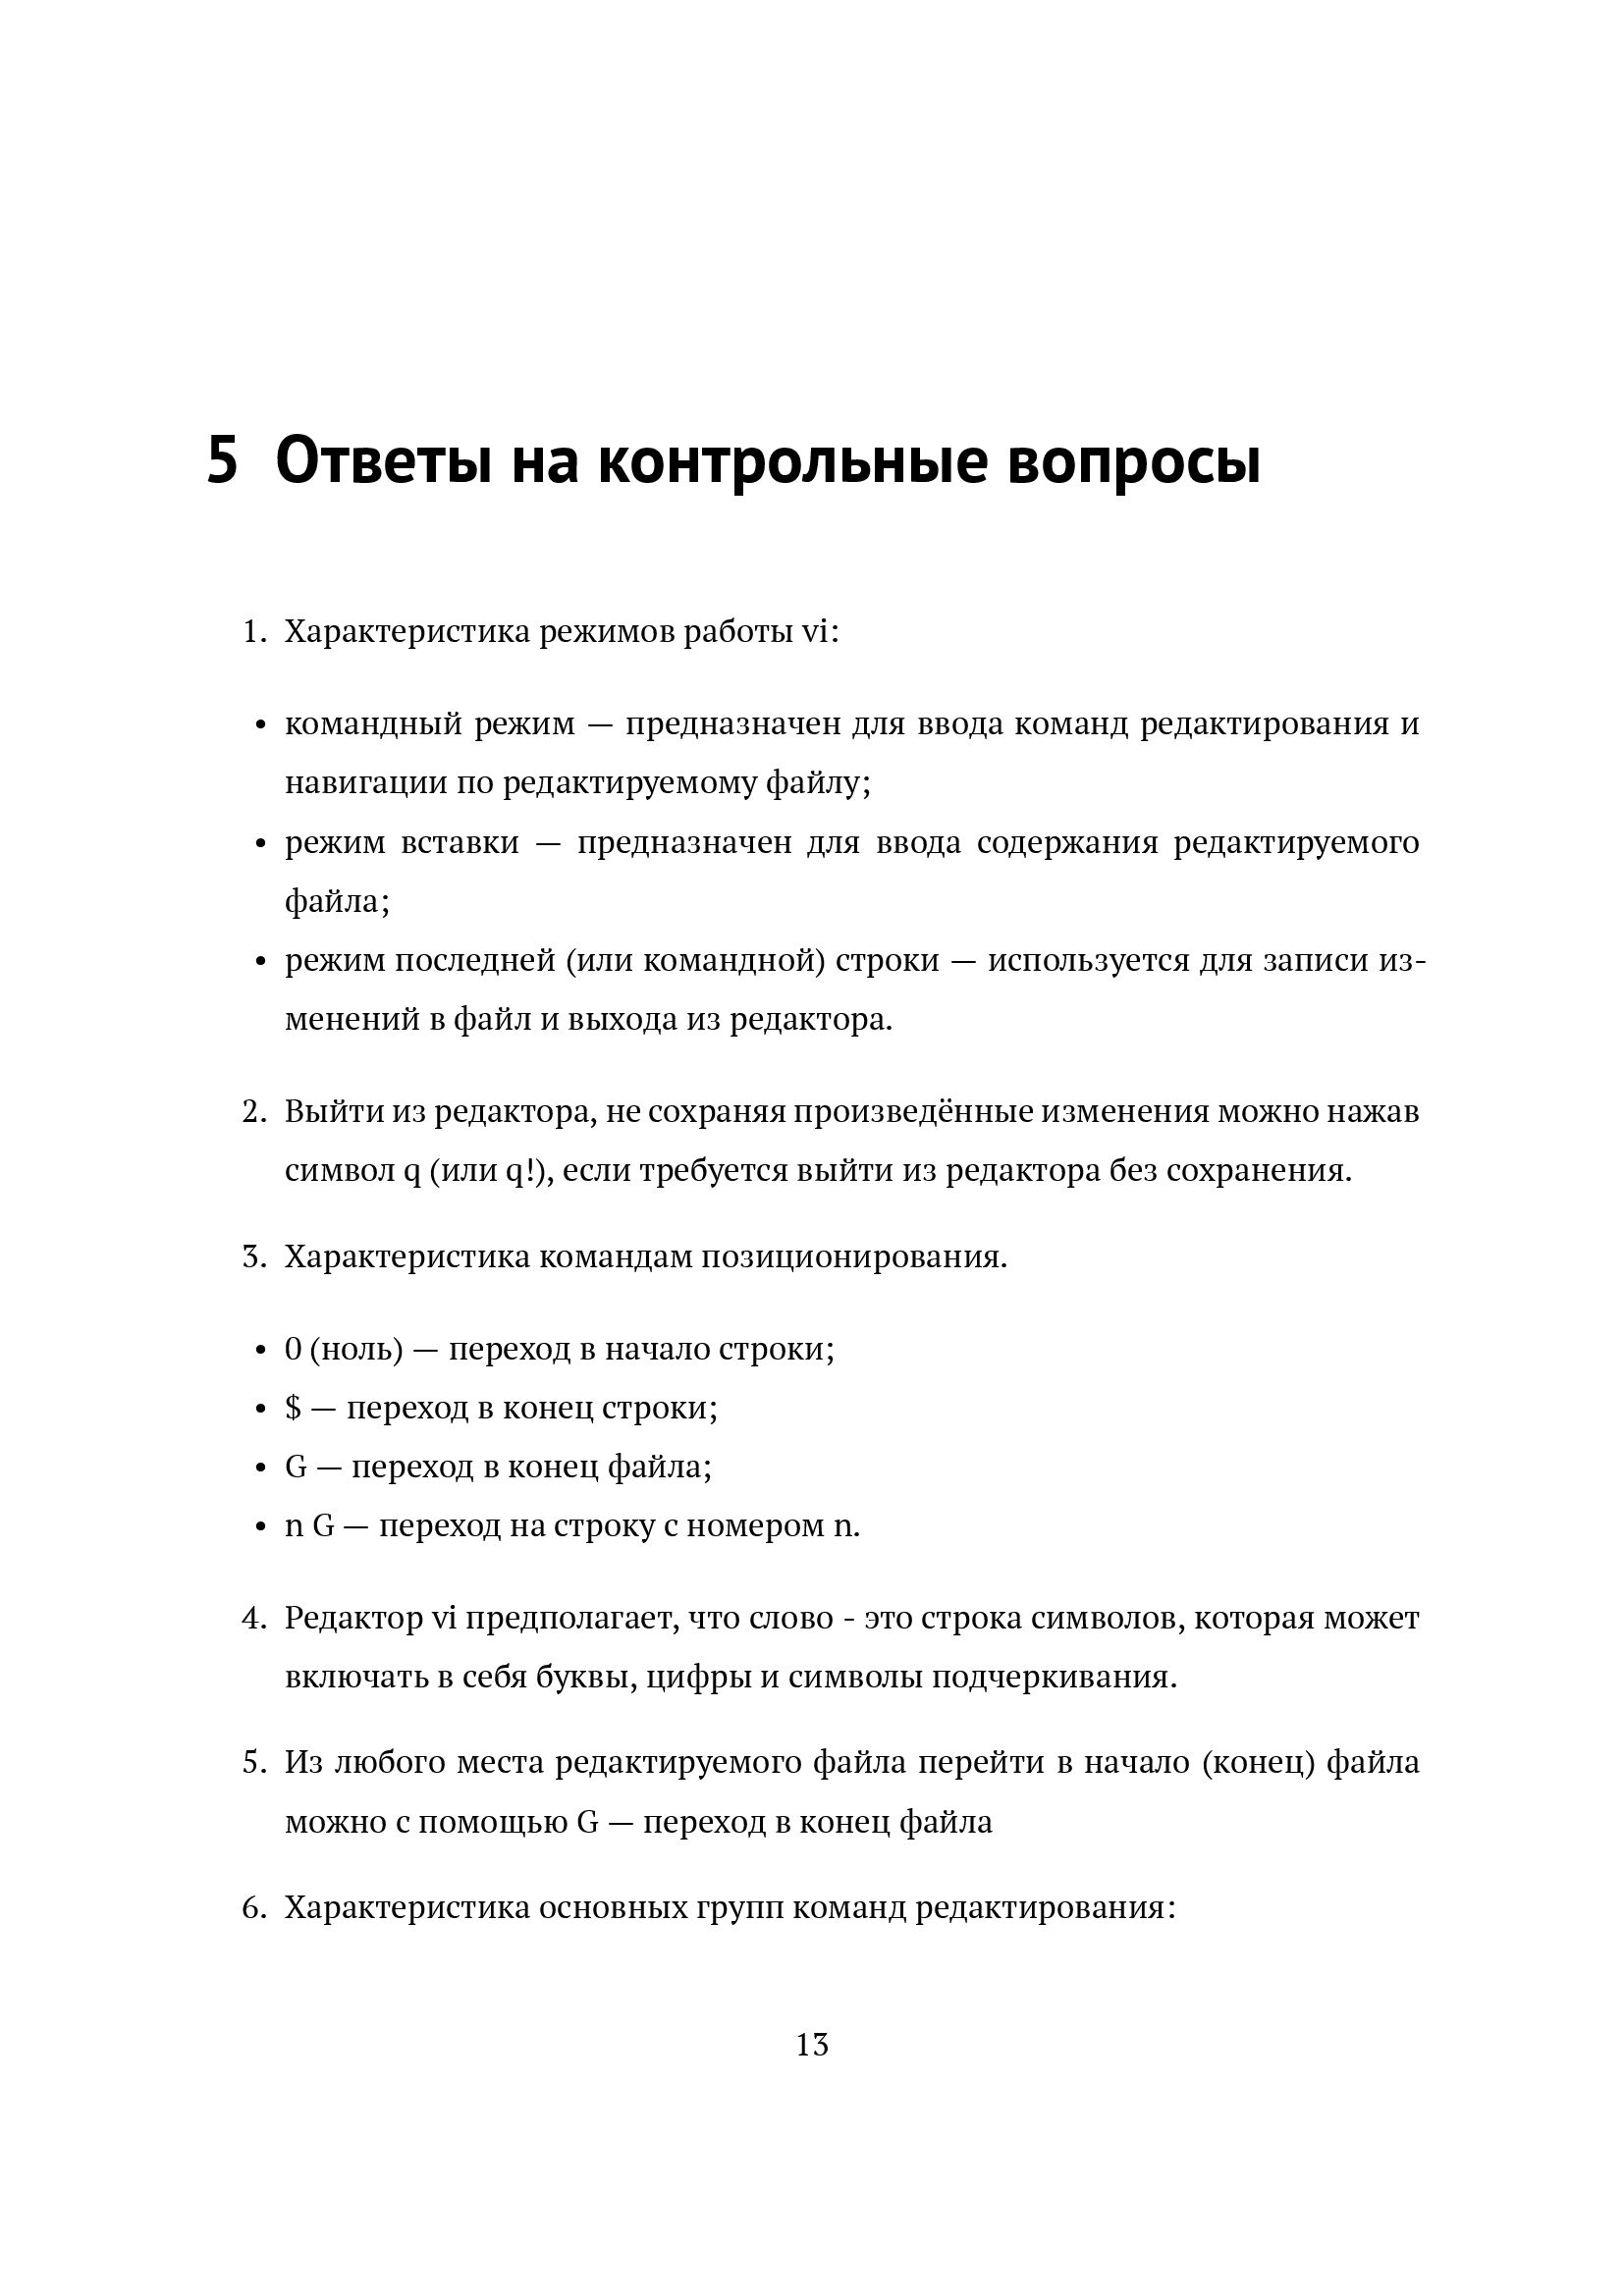 5 Ответы на контрольные вопросы
1. Характеристика режимов работы vi:
• командный режим — предназначен для ввода команд редактирования и
навигации по редактируемому файлу;
• режим вставки — предназначен для ввода содержания редактируемого
файла;
• режим последней (или командной) строки — используется для записи из-
менений в файл и выхода из редактора.
2. Выйти из редактора, не сохраняя произведённые изменения можно нажав
символ q (или q!), если требуется выйти из редактора без сохранения.
3. Характеристика командам позиционирования.
• 0 (ноль) — переход в начало строки;
• $ — переход в конец строки;
• G — переход в конец файла;
• n G — переход на строку с номером n.
4. Редактор vi предполагает, что слово - это строка символов, которая может
включать в себя буквы, цифры и символы подчеркивания.
5. Из любого места редактируемого файла перейти в начало (конец) файла
можно с помощью G — переход в конец файла
6. Характеристика основных групп команд редактирования:
13